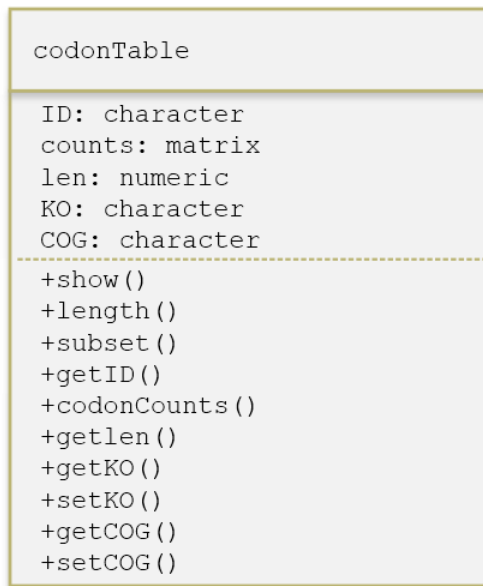 codonTable
ID: character
counts: matrix
len: numeric
KO: character
COG: character
+show()
+length()
+subset()
+getID()
+codonCounts()
+getlen()
+getKO()
+setKO()
+getCOG()
+setCOG()